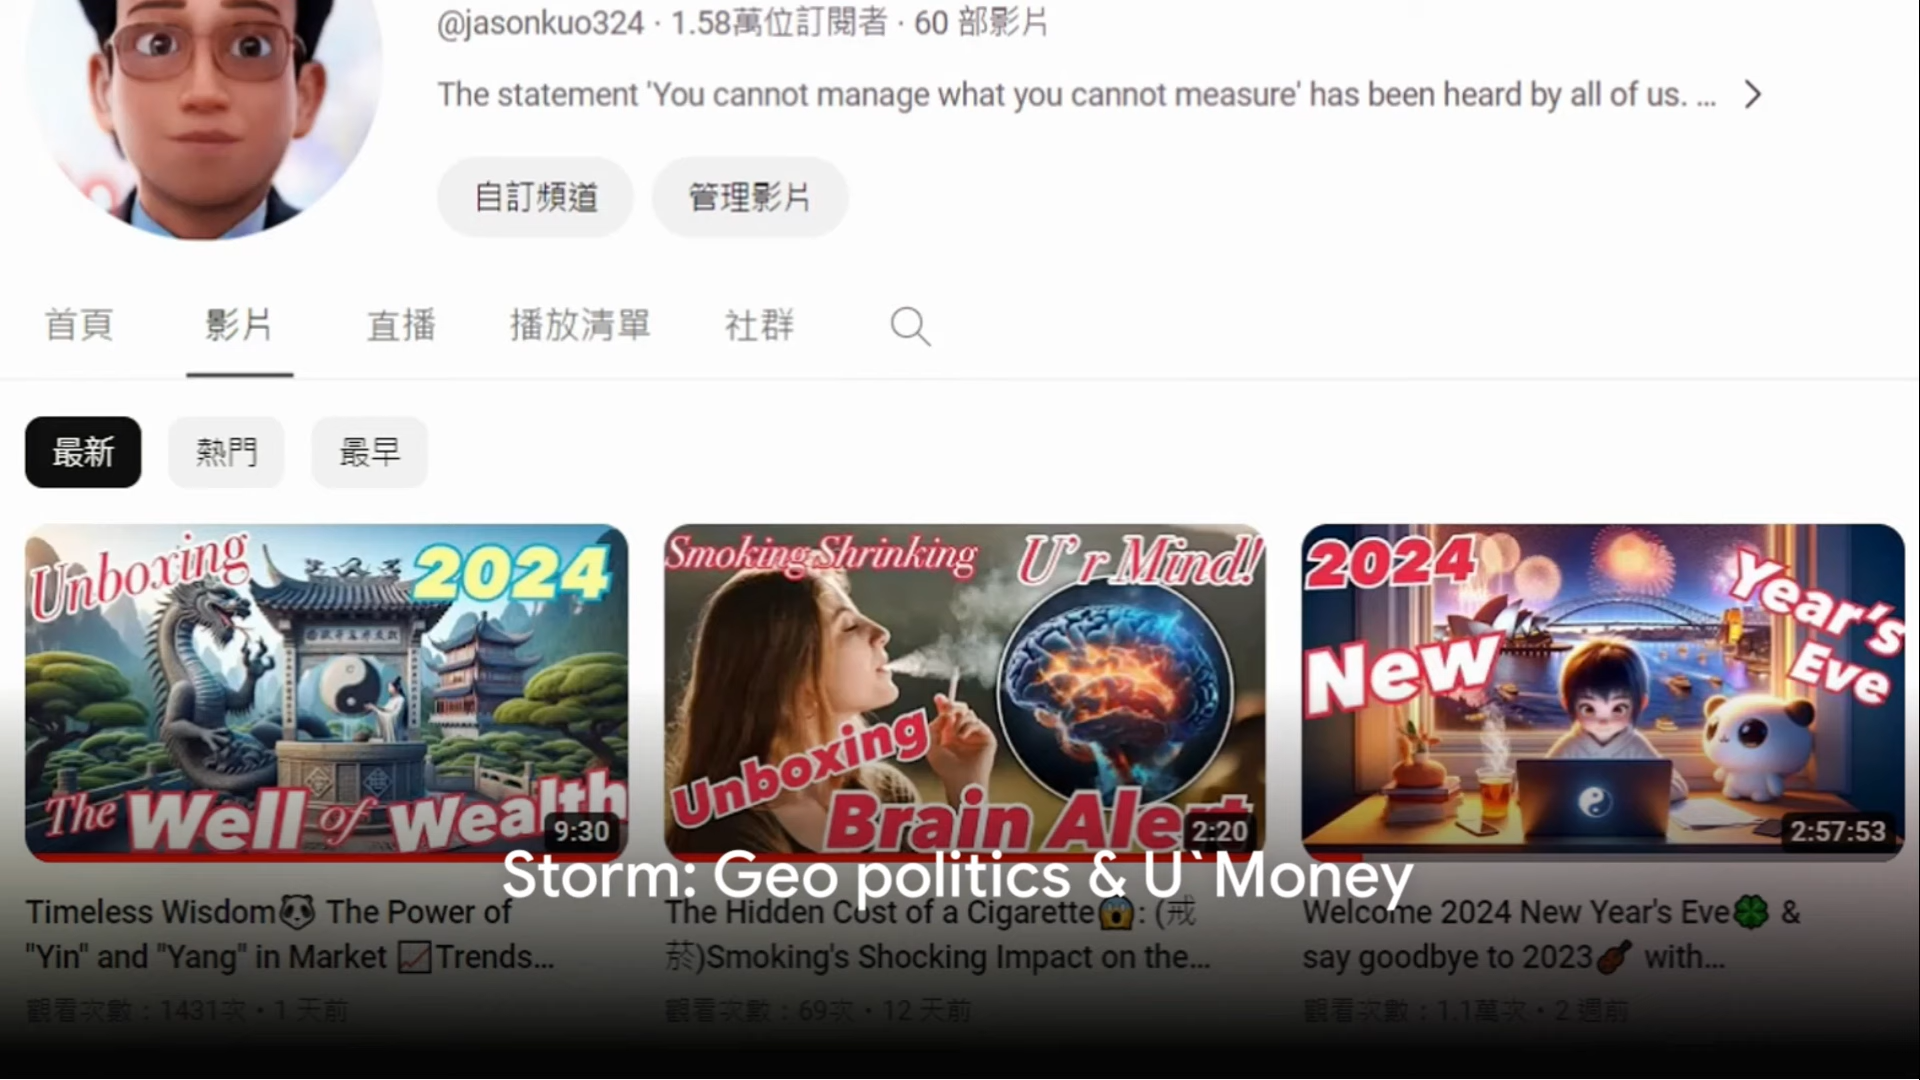 @jasonkuo324 · 1.58萬位訂閱者 · 60 部影片
The statement 'You cannot manage what you cannot measure' has been heard by all of us. ...
自訂頻道
管理影片
首頁
影片
直播
播放清單
社群
最新
熱門
最早
Unboxing
2024
The Well of Wealth
9:30
Smoking Shrinking U'r Mind!
Unboxing
Brain Alert
2:20
2024
New
Year's
Eve
2:57:53
Storm: Geo politics & U`Money
Timeless Wisdom🐼 The Power of
"Yin" and "Yang" in Market 📈Trends...
觀看次數：1431次 · 1 天前
The Hidden Cost of a Cigarette😱: (戒
菸)Smoking's Shocking Impact on the...
觀看次數：69次 · 12 天前
Welcome 2024 New Year's Eve🍀 &
say goodbye to 2023🎻 with...
觀看次數：1.1萬次 · 2 週前